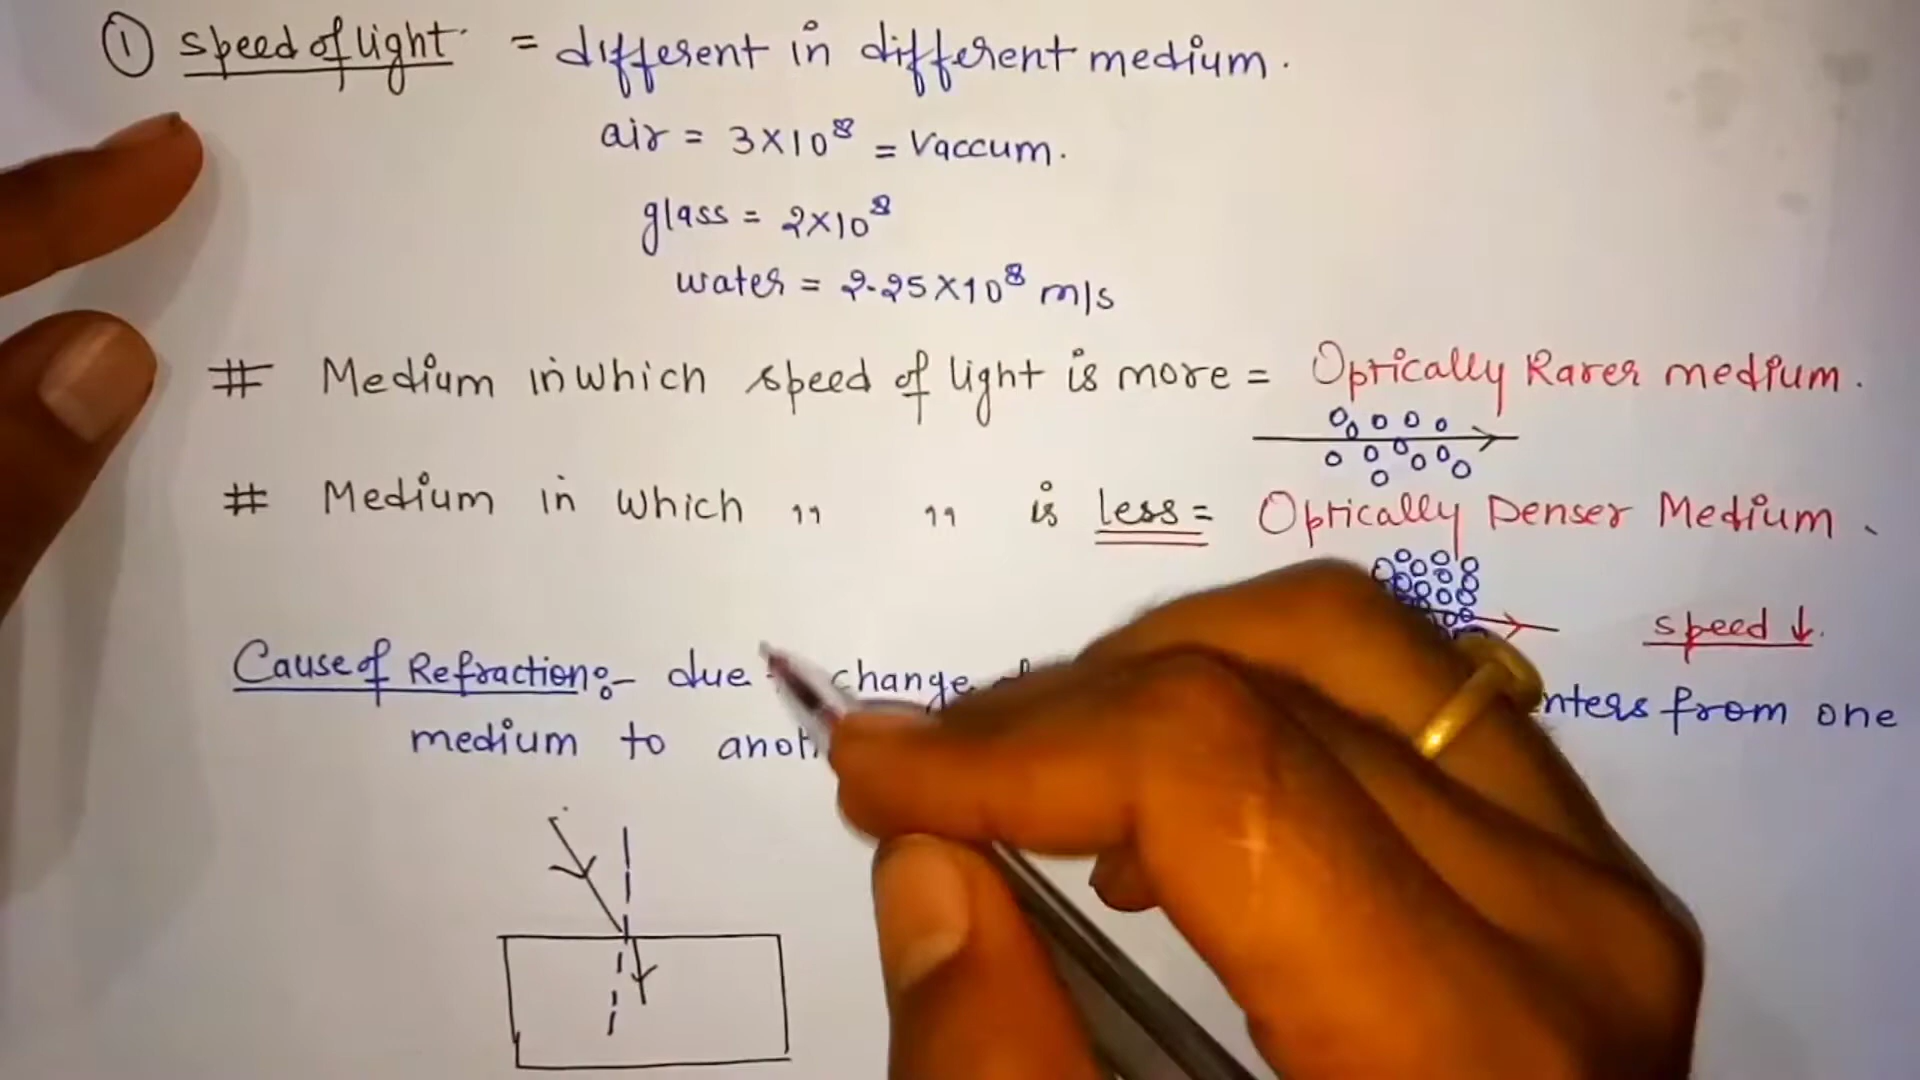 ① speed of light = different in different medium.
air = 3×10⁸ = Vaccum.
glass = 2×10⁸
water = 2.25×10⁸ m/s
# Medium in which speed of light is more = Optically Rarer medium.
# Medium in which ,, ,, is less = Optically Denser Medium.
speed ↓.
Cause of Refraction:- due change from one
medium to